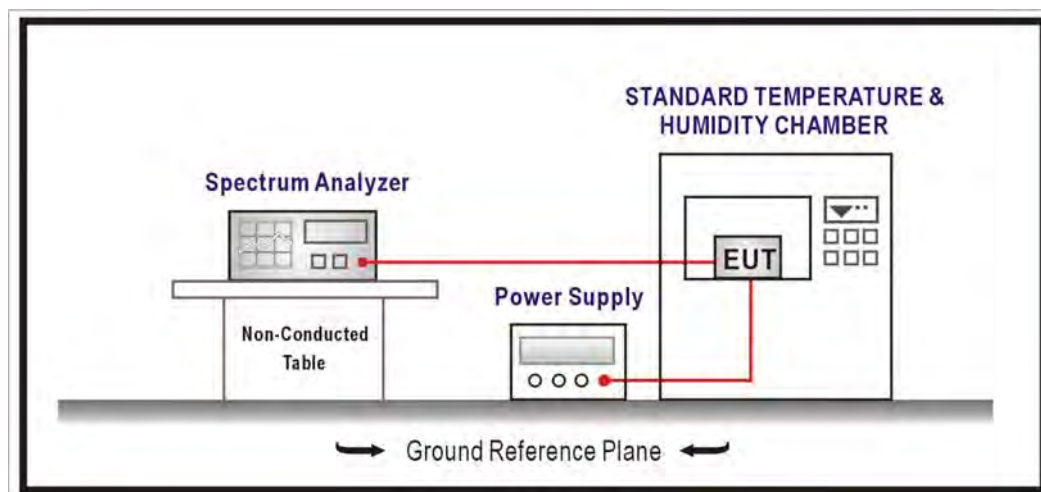 STANDARD TEMPERATURE &
HUMIDITY CHAMBER
Spectrum Analyzer
EUT
Power Supply
Non-Conducted
Table
Ground Reference Plane